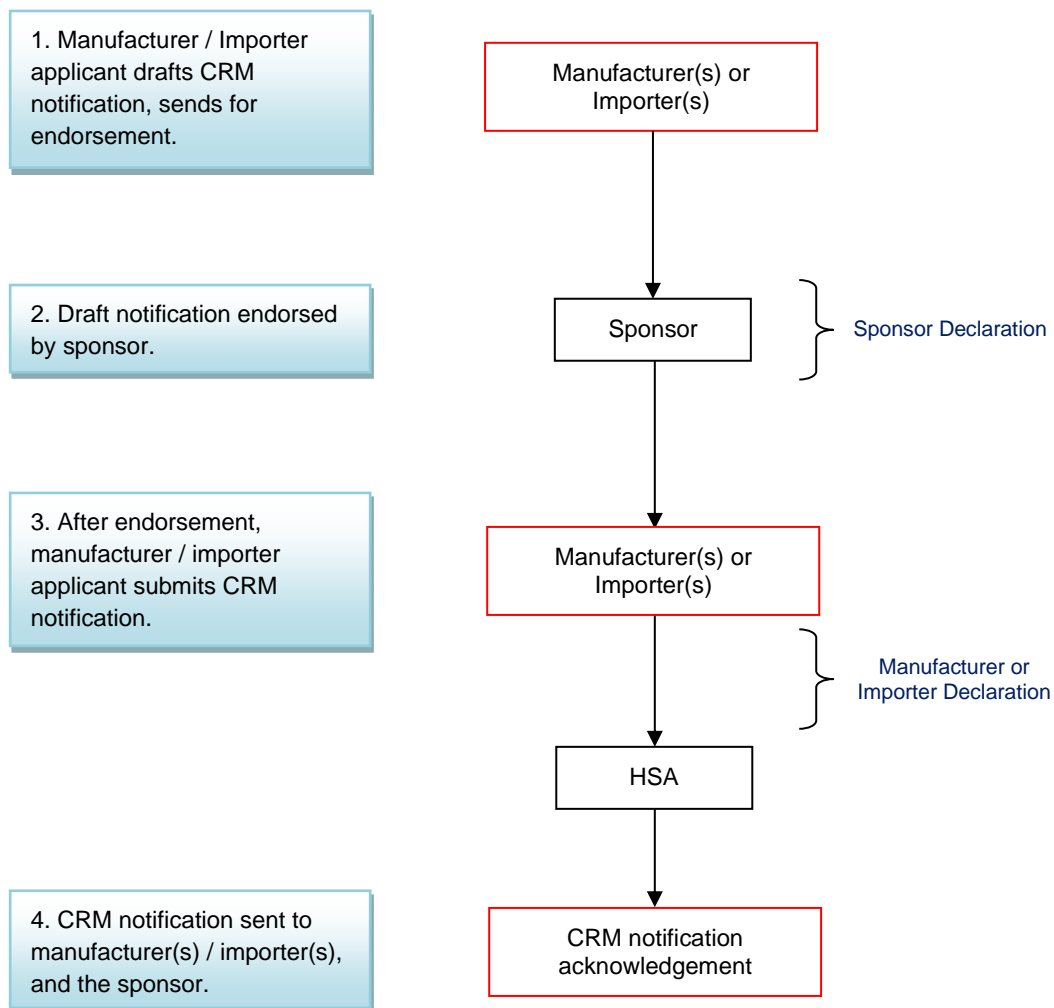 1. Manufacturer / Importer
applicant drafts CRM
notification, sends for
endorsement.
Manufacturer(s) or
Importer(s)
2. Draft notification endorsed
by sponsor.
Sponsor
Sponsor Declaration
3. After endorsement,
manufacturer / importer
applicant submits CRM
notification.
Manufacturer(s) or
Importer(s)
Manufacturer or
Importer Declaration
HSA
4. CRM notification sent to
manufacturer(s) / importer(s),
and the sponsor.
CRM notification
acknowledgement